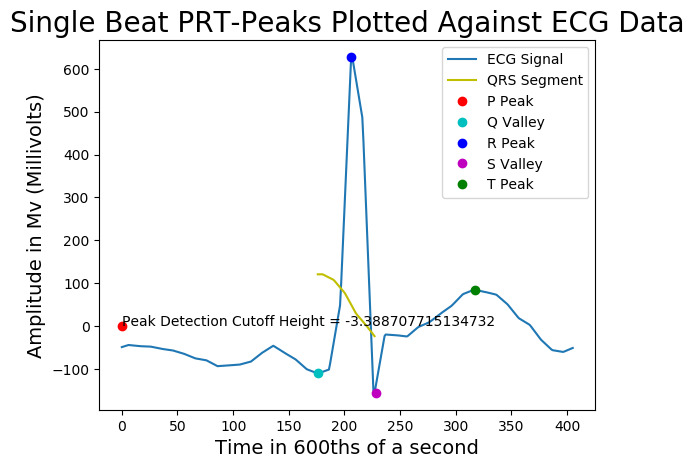 Single Beat PRT-Peaks Plotted Against ECG Data
ECG Signal
QRS Segment
P Peak
Q Valley
R Peak
S Valley
T Peak
Amplitude in Mv (Millivolts)
600
500
400
300
200
100
0
−100
Peak Detection Cutoff Height = -3.388707715134732
0 50 100 150 200 250 300 350 400
Time in 600ths of a second